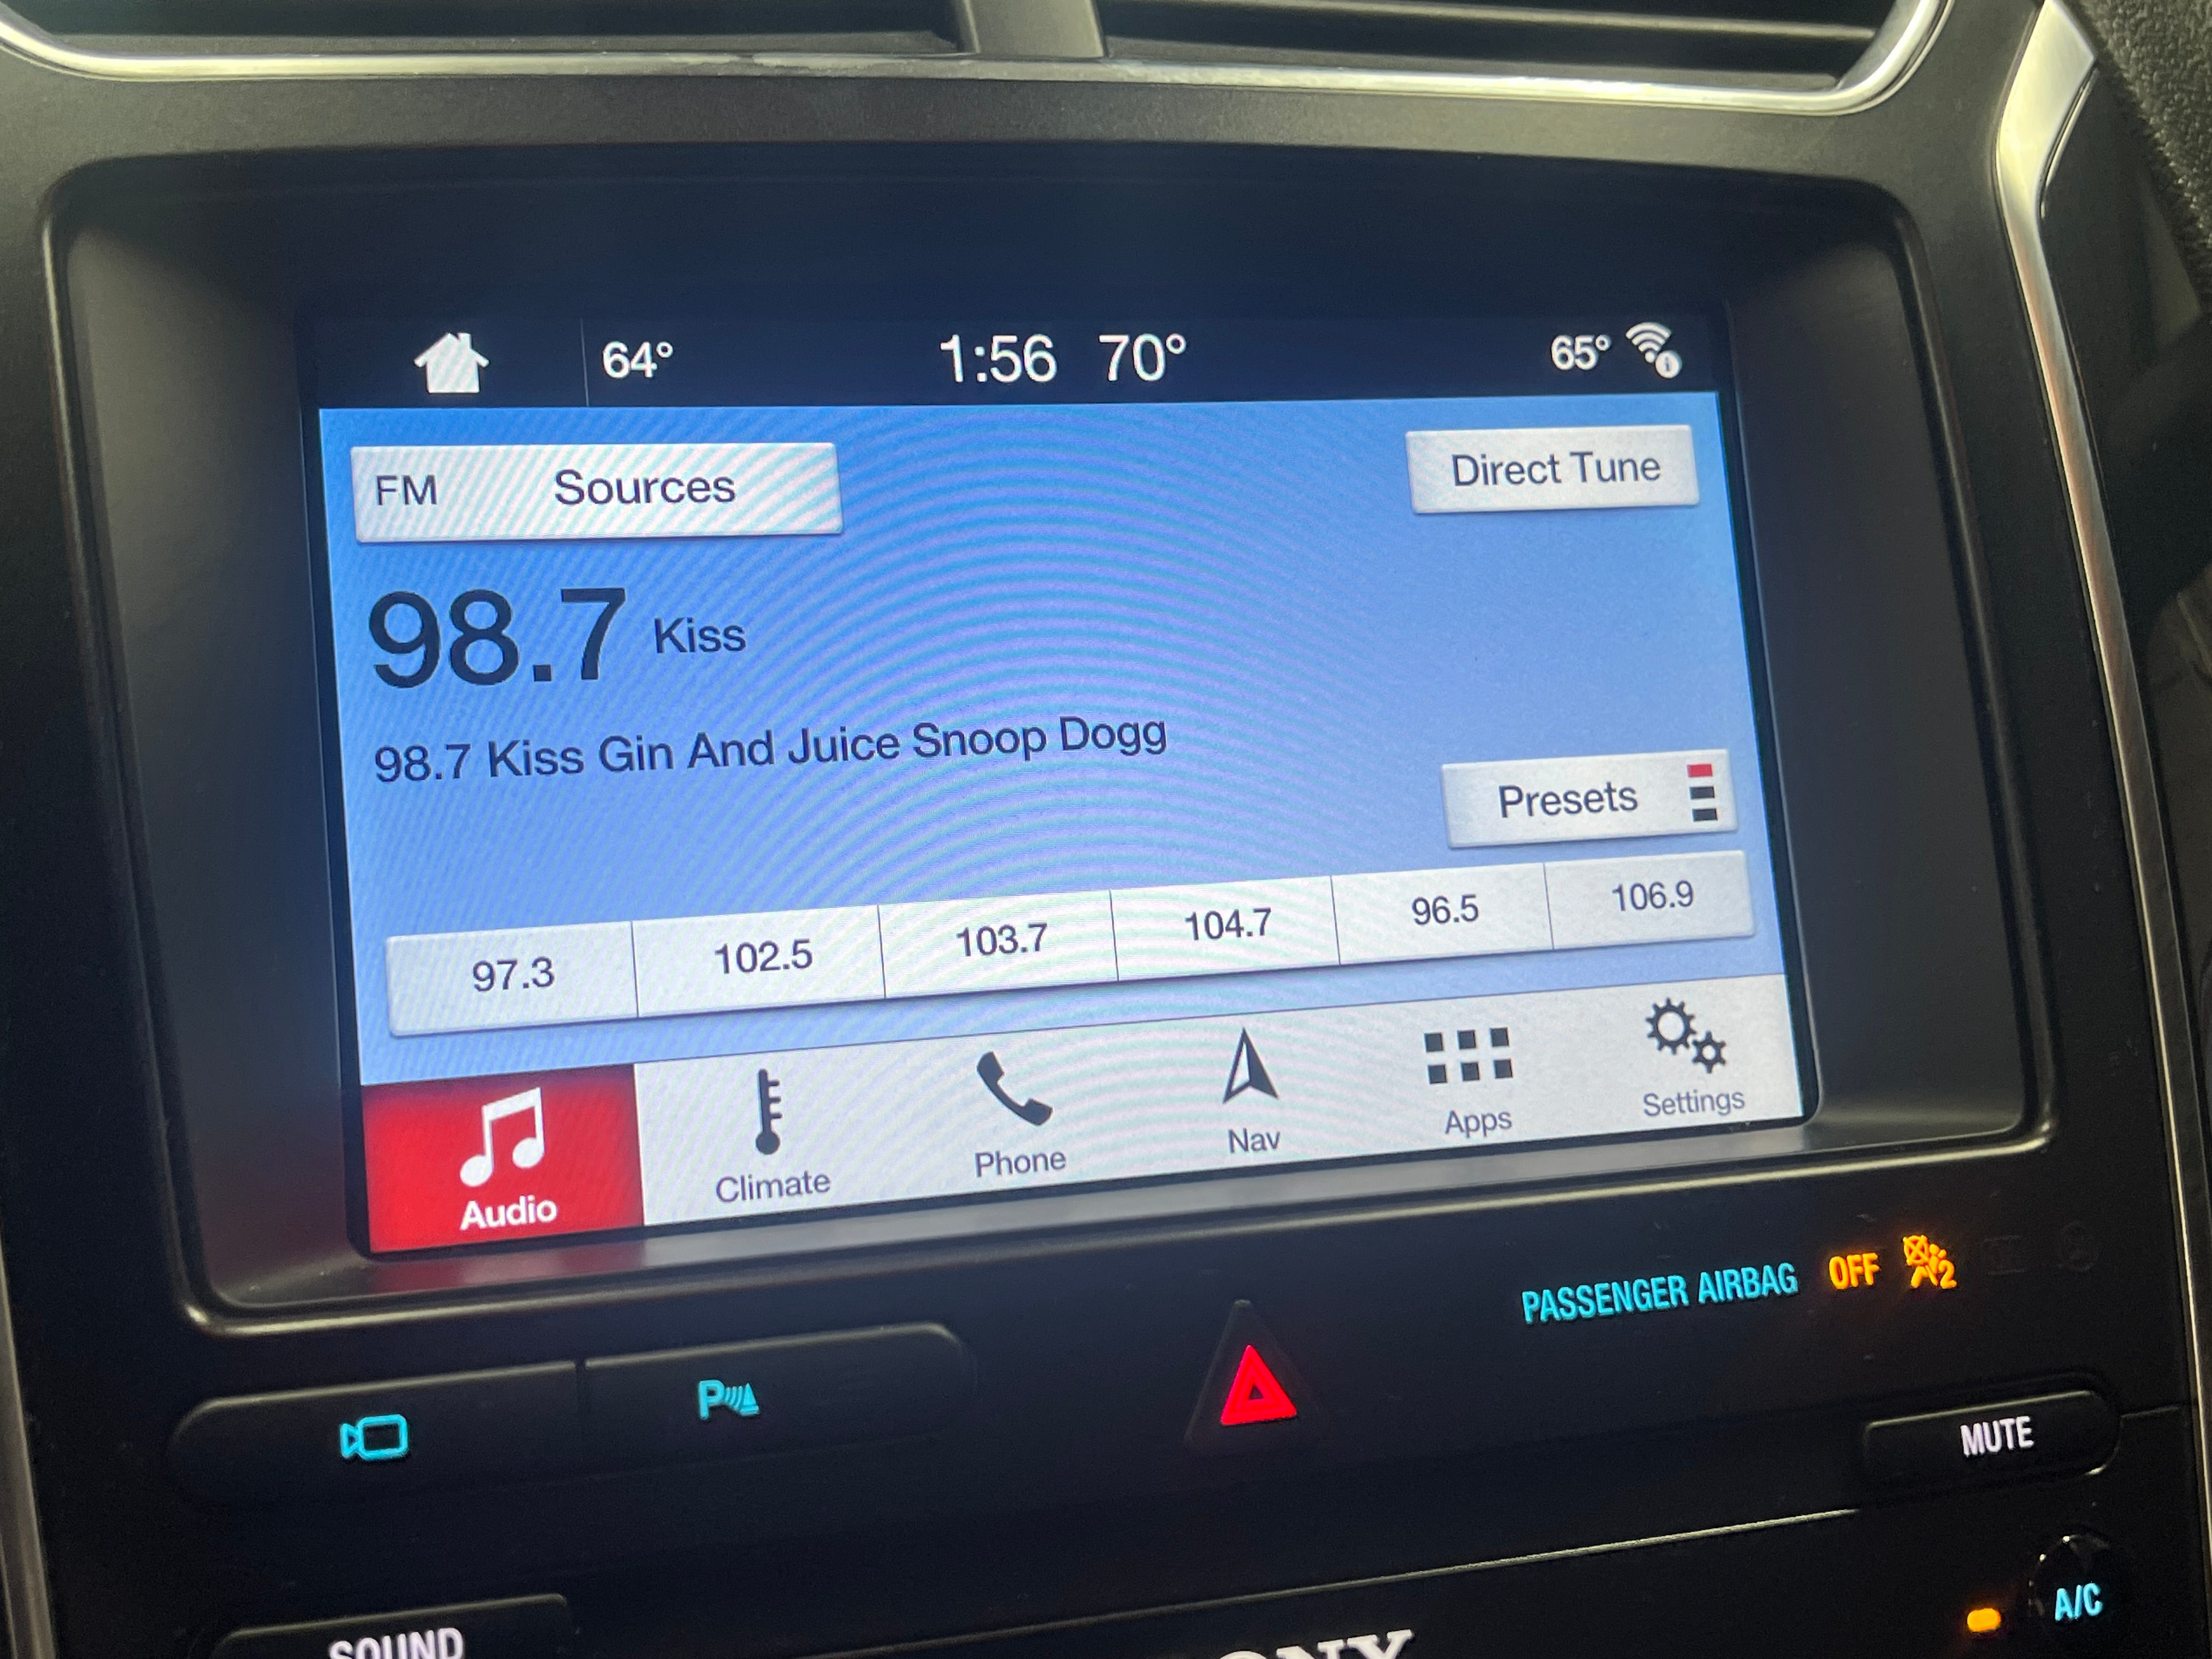 64° 1:56 70° 65°
FM Sources Direct Tune
98.7 Kiss
98.7 Kiss Gin And Juice Snoop Dogg
Presets
97.3 102.5 103.7 104.7 96.5 106.9
Audio Climate Phone Nav Apps Settings
PASSENGER AIRBAG OFF 2
P
MUTE
A/C
SOUND
SONY